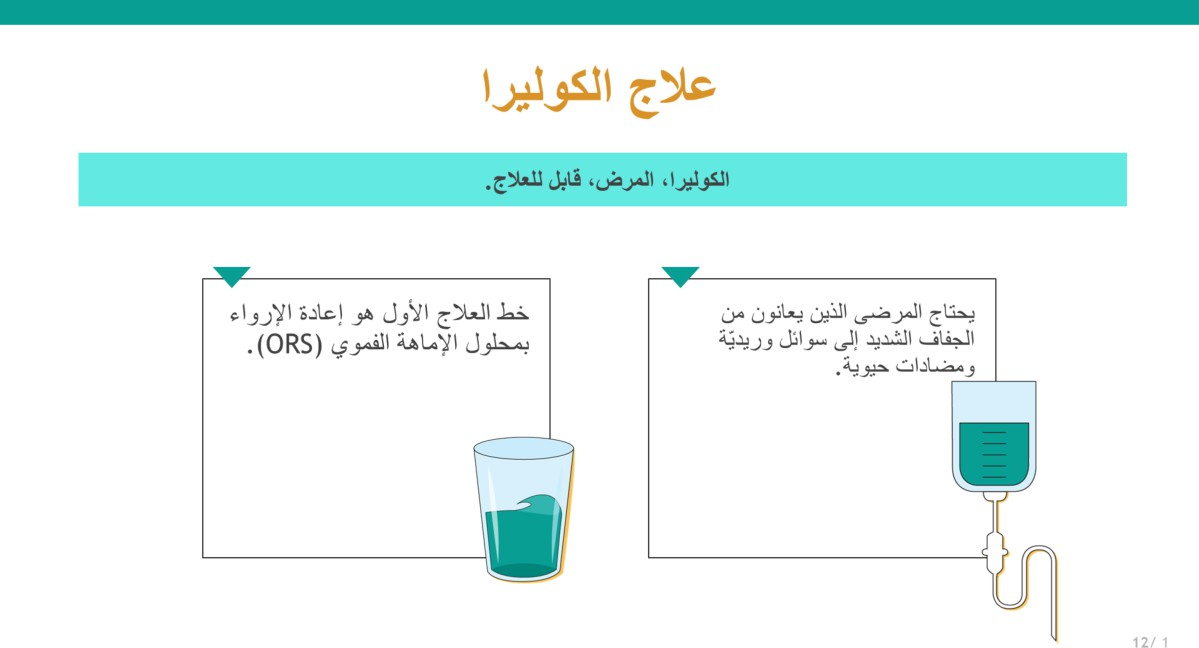 علاج الكوليرا
الكوليرا، المرض، قابل للعلاج.
يحتاج المرضى الذين يعانون من
الجفاف الشديد إلى سوائل وريديّة
ومضادات حيوية.
خط العلاج الأول هو إعادة الإرواء
بمحلول الإماهة الفموي (ORS).
12/ 1